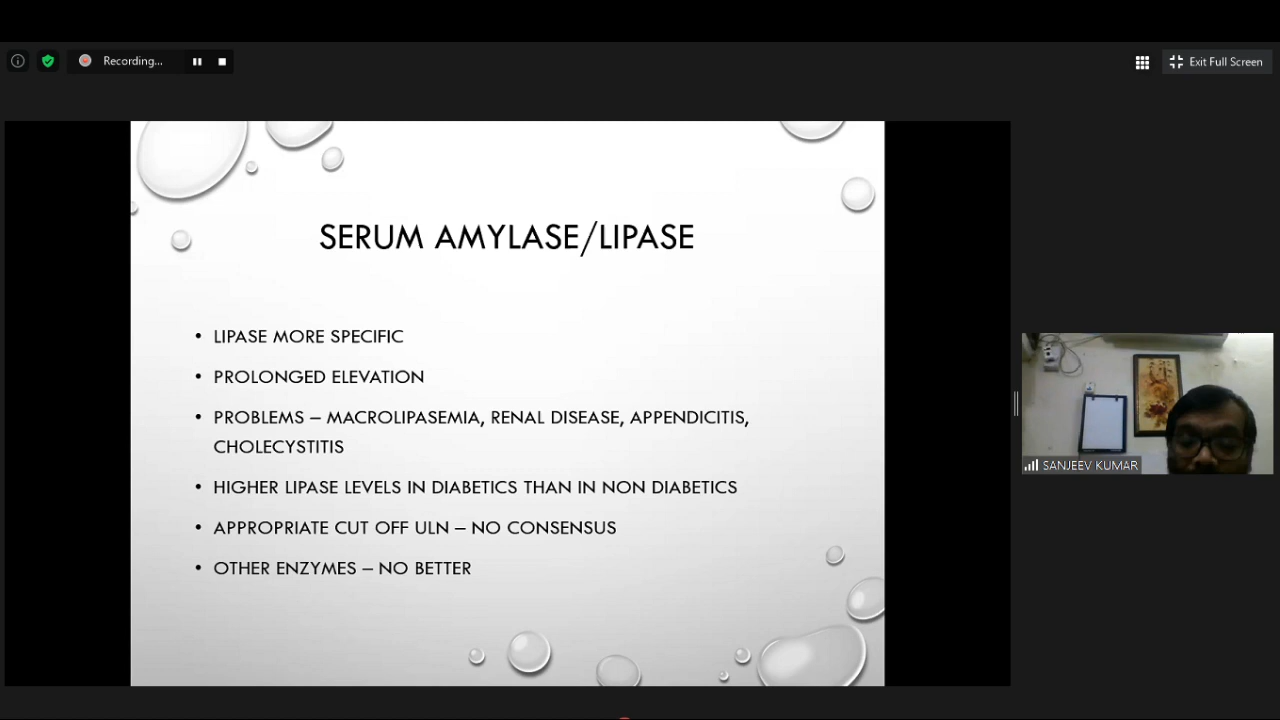 Recording...
Exit Full Screen
SERUM AMYLASE/LIPASE
• LIPASE MORE SPECIFIC
• PROLONGED ELEVATION
• PROBLEMS – MACROLIPASEMIA, RENAL DISEASE, APPENDICITIS,
CHOLECYSTITIS
• HIGHER LIPASE LEVELS IN DIABETICS THAN IN NON DIABETICS
• APPROPRIATE CUT OFF ULN – NO CONSENSUS
• OTHER ENZYMES – NO BETTER
SANJEEV KUMAR